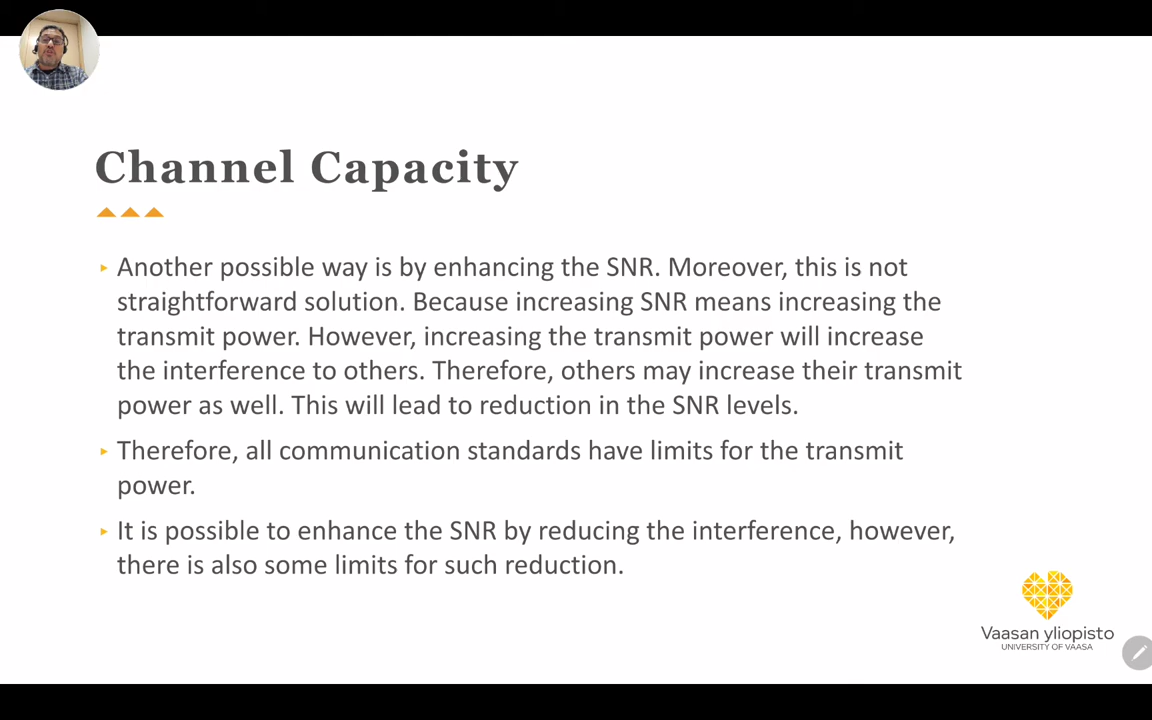 Channel Capacity
Another possible way is by enhancing the SNR. Moreover, this is not
straightforward solution. Because increasing SNR means increasing the
transmit power. However, increasing the transmit power will increase
the interference to others. Therefore, others may increase their transmit
power as well. This will lead to reduction in the SNR levels.
Therefore, all communication standards have limits for the transmit
power.
It is possible to enhance the SNR by reducing the interference, however,
there is also some limits for such reduction.
Vaasan yliopisto
UNIVERSITY OF VAASA